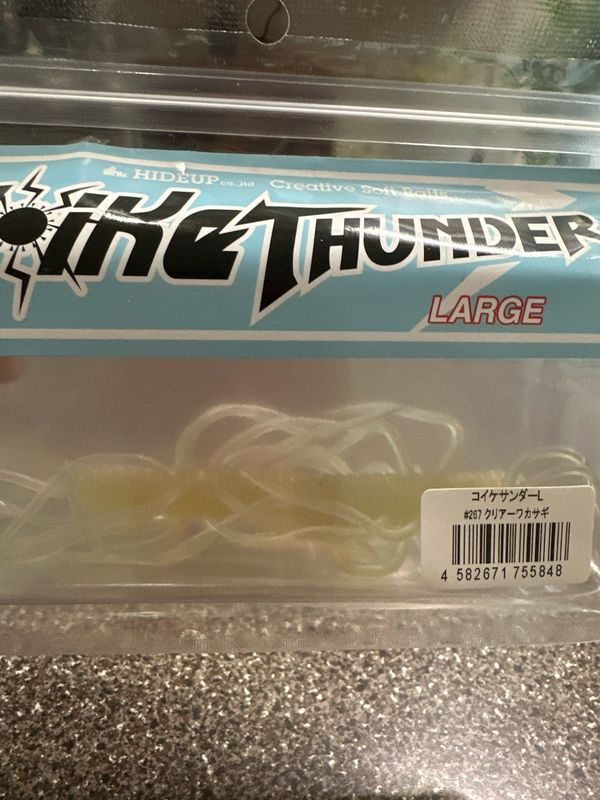 HIDEUP co.,ltd Creative Soft Baits
oiKe THUNDER
LARGE
コイケサンダーL
#267 クリアーワカサギ
4 582671 755848